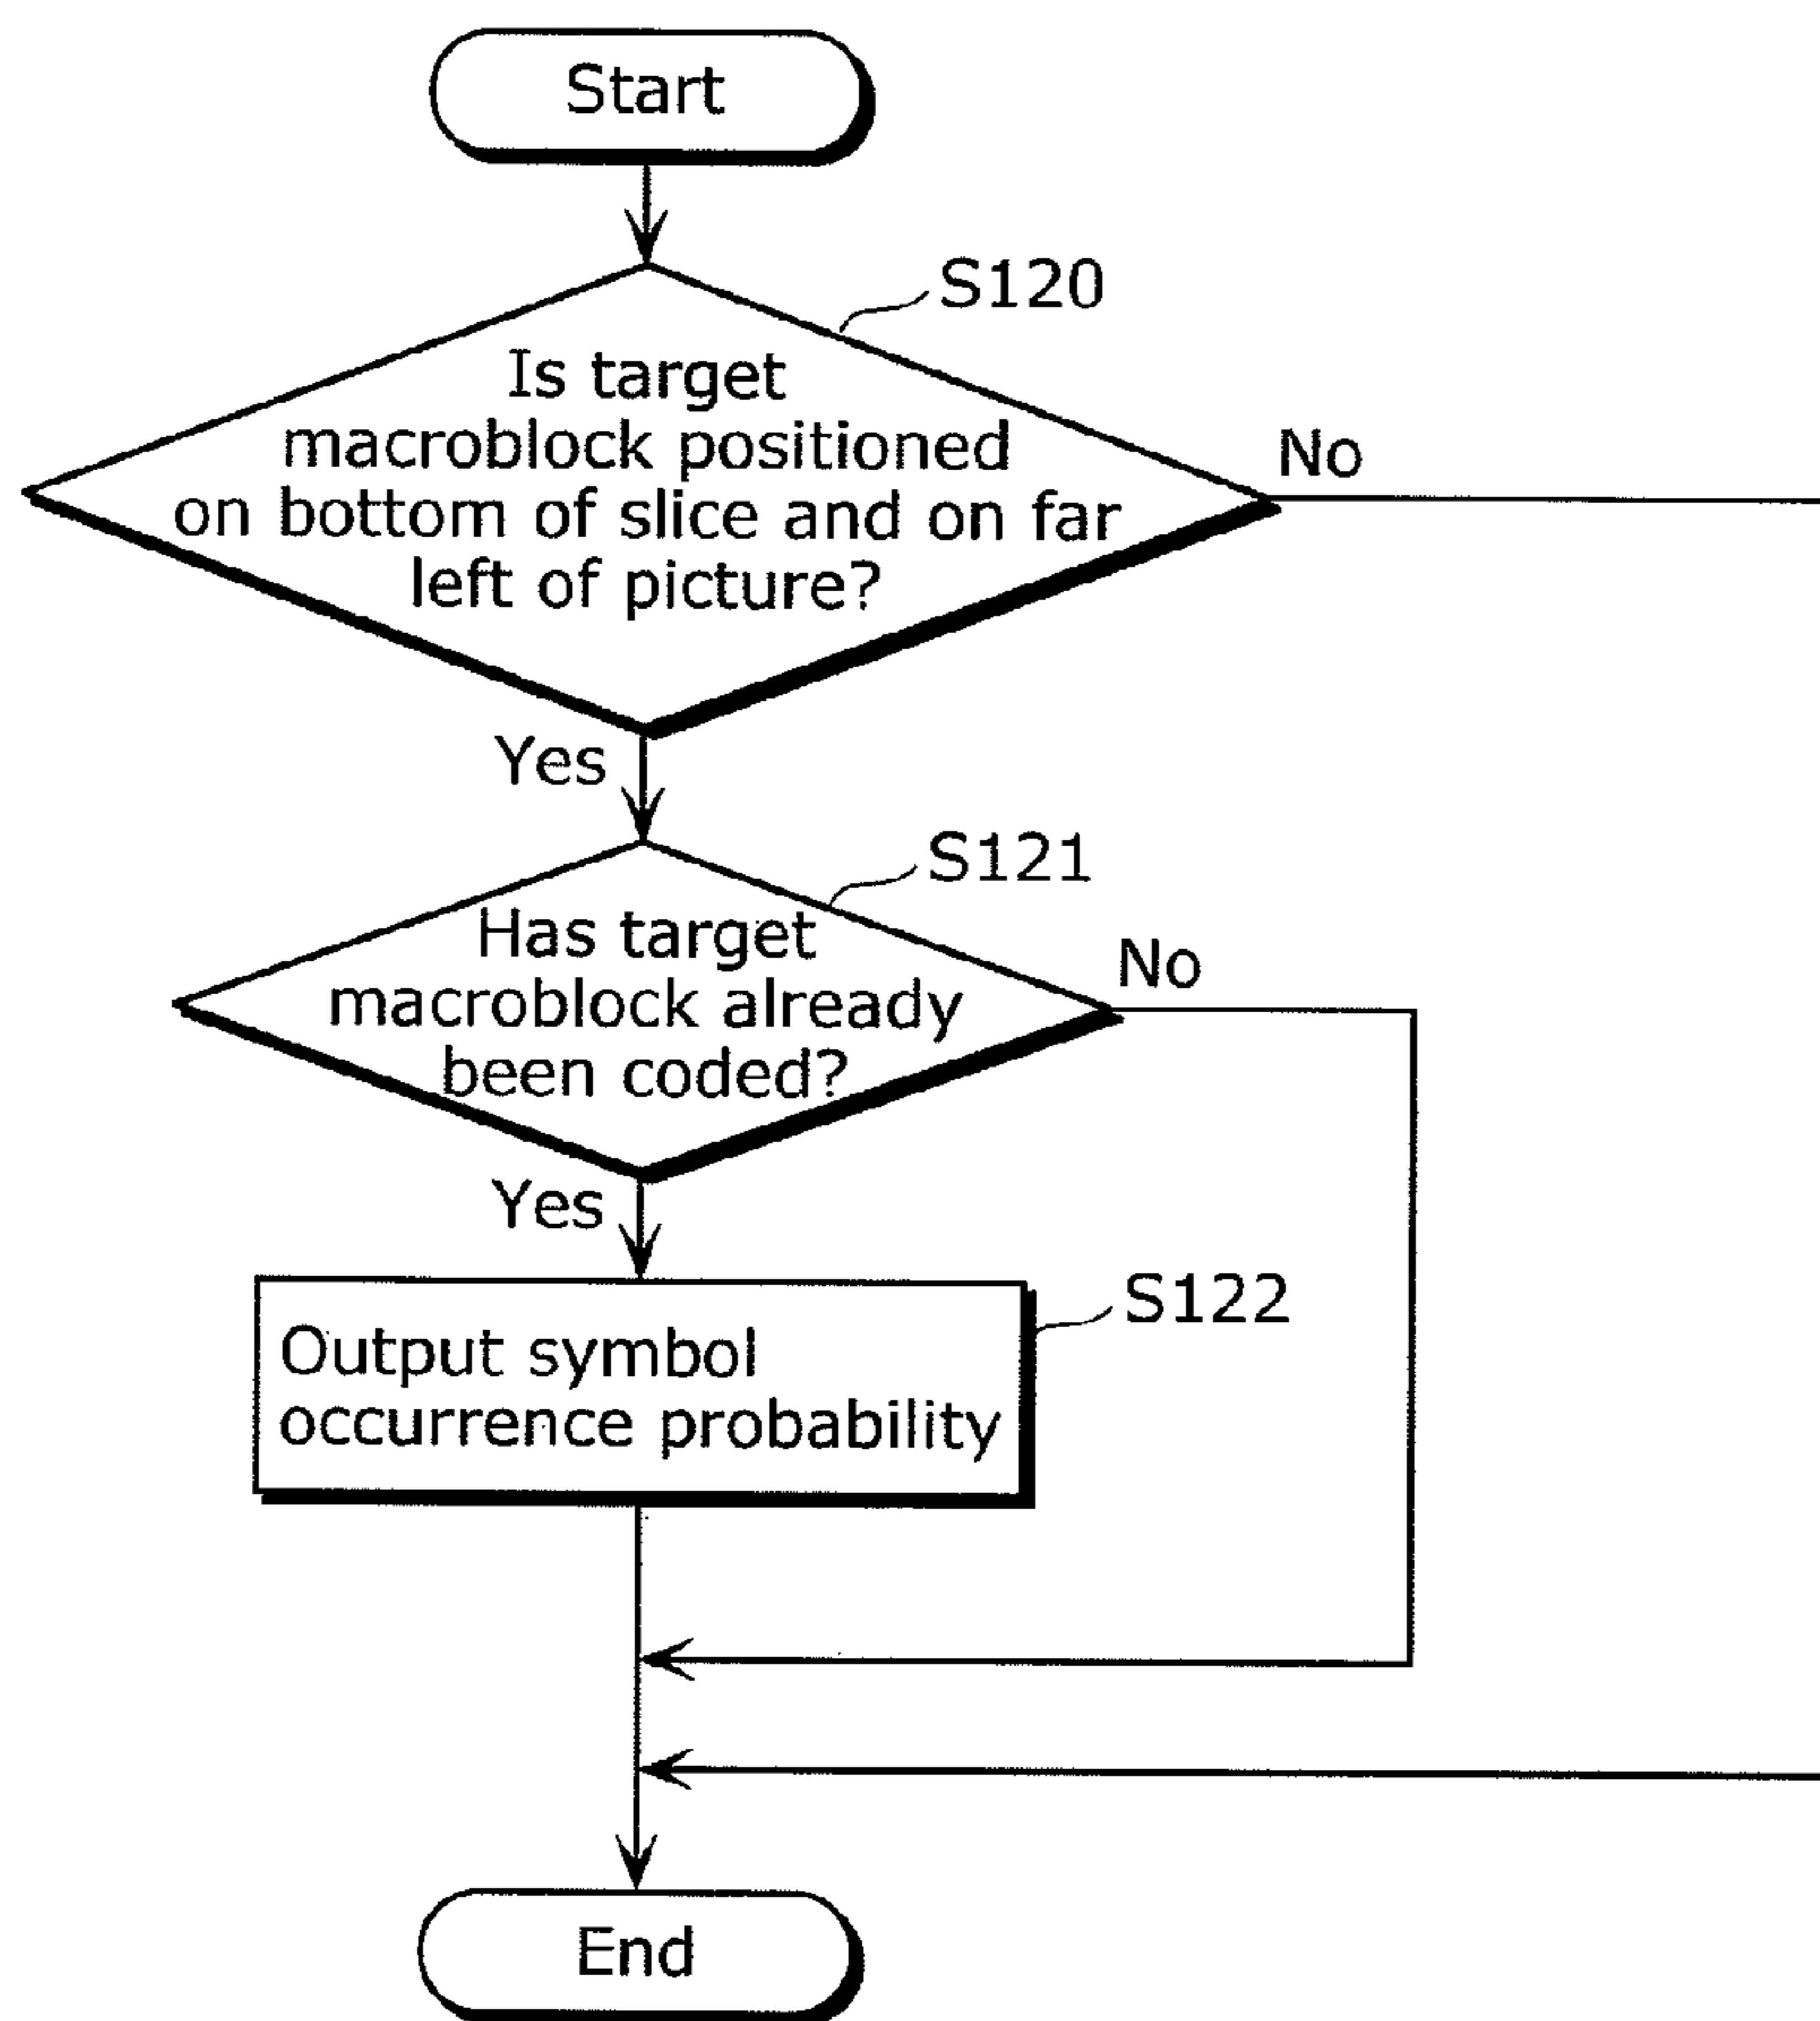 Start
S120
Is target
macroblock positioned
on bottom of slice and on far
left of picture?
No
Yes
S121
Has target
macroblock already
been coded?
No
Yes
S122
Output symbol
occurrence probability
End